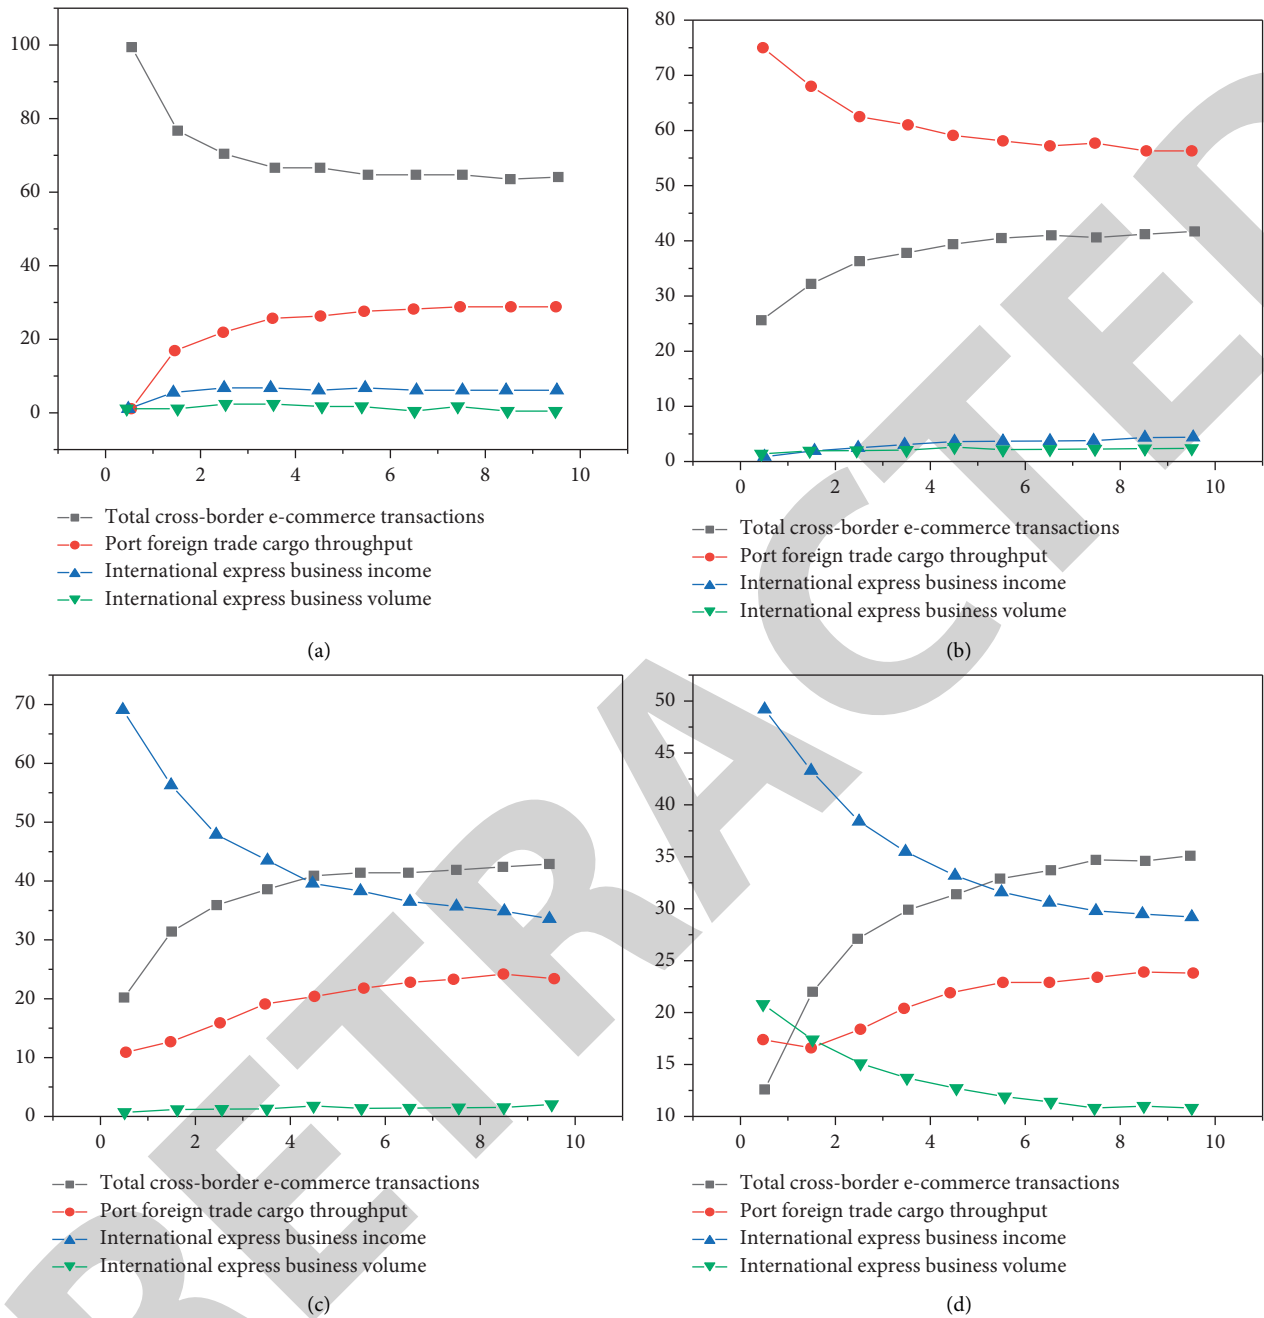 100
80
60
40
20
0
0 2 4 6 8 10
Total cross-border e-commerce transactions
Port foreign trade cargo throughput
International express business income
International express business volume
(a)
80
70
60
50
40
30
20
10
0
0 2 4 6 8 10
Total cross-border e-commerce transactions
Port foreign trade cargo throughput
International express business income
International express business volume
(b)
70
60
50
40
30
20
10
0
0 2 4 6 8 10
Total cross-border e-commerce transactions
Port foreign trade cargo throughput
International express business income
International express business volume
(c)
50
45
40
35
30
25
20
15
10
0 2 4 6 8 10
Total cross-border e-commerce transactions
Port foreign trade cargo throughput
International express business income
International express business volume
(d)
RETRACTED